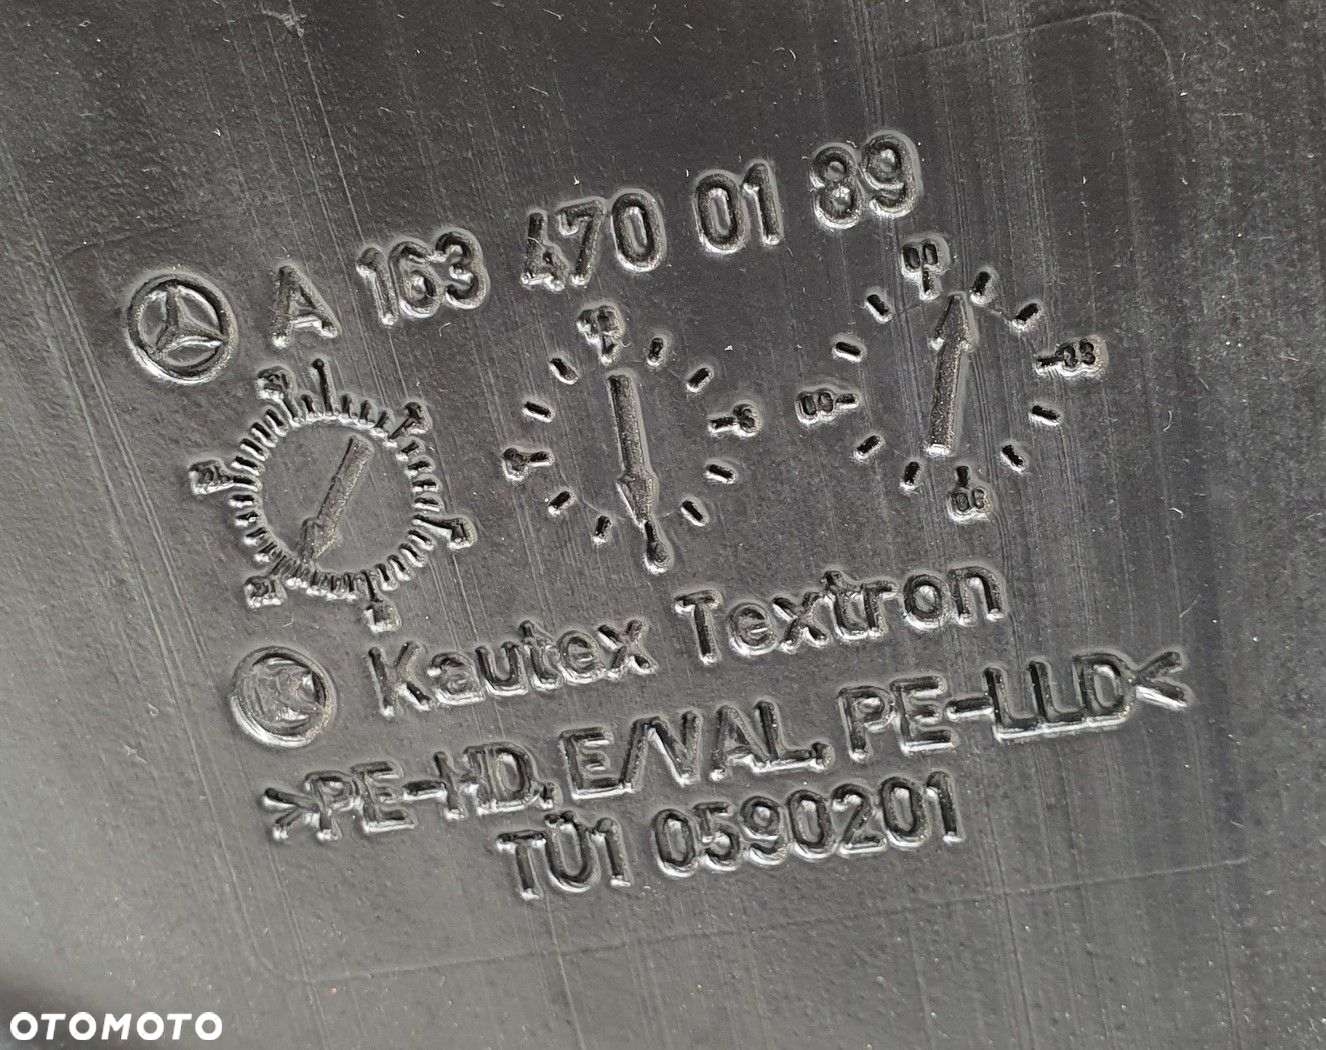 A 163 470 01 89
Kautex Textron
>PE-HD, E/VAL, PE-LLD<
TÜ1 0590201
OTOMOTO